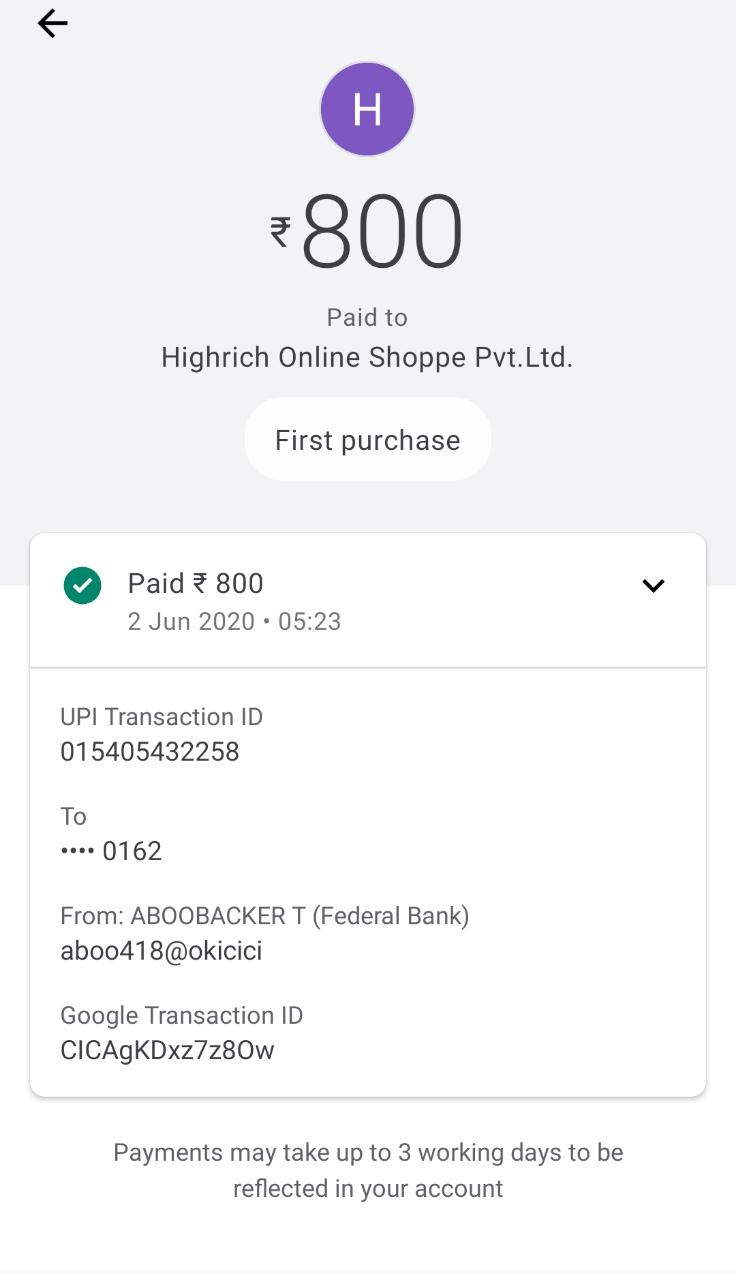 H
₹800
Paid to
Highrich Online Shoppe Pvt.Ltd.
First purchase
Paid ₹ 800
2 Jun 2020 • 05:23
UPI Transaction ID
015405432258
To
•••• 0162
From: ABOOBACKER T (Federal Bank)
aboo418@okicici
Google Transaction ID
CICAgKDxz7z8Ow
Payments may take up to 3 working days to be
reflected in your account